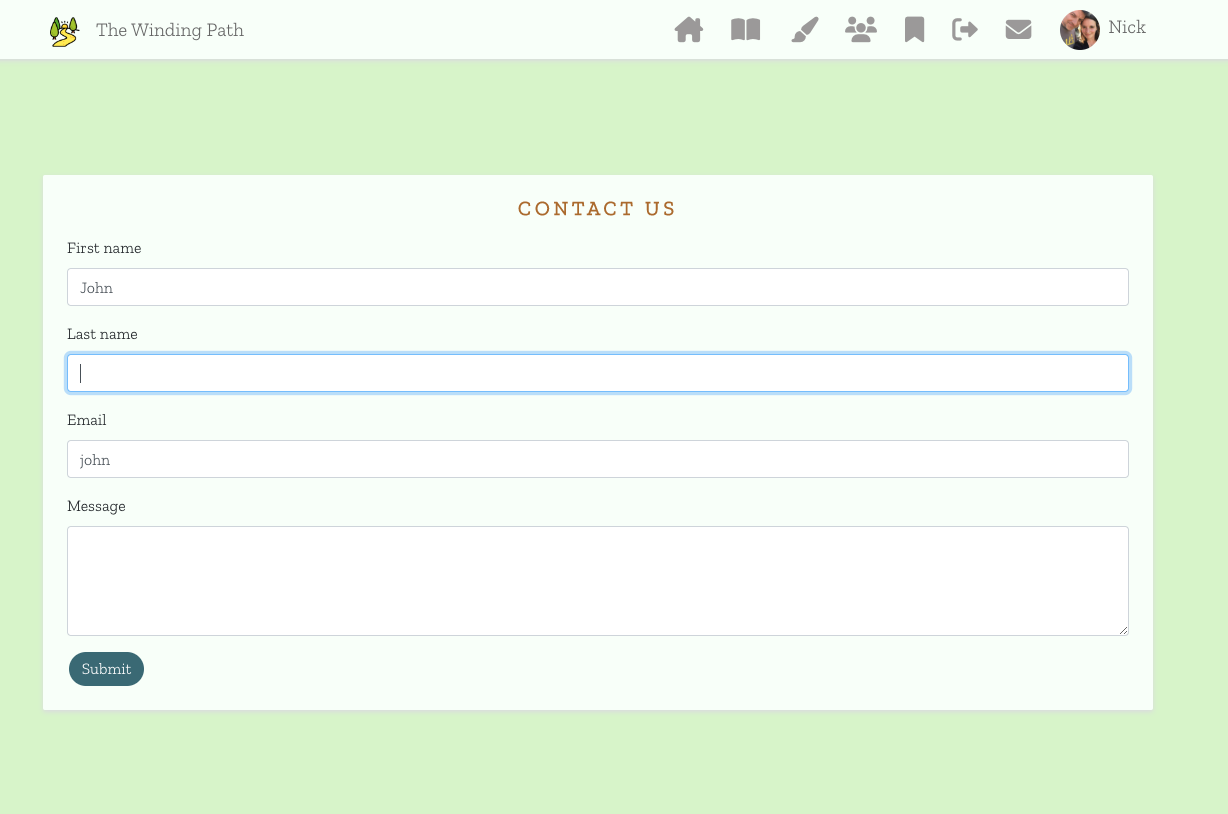 The Winding Path
Nick
CONTACT US
First name
John
Last name
Email
john
Message
Submit